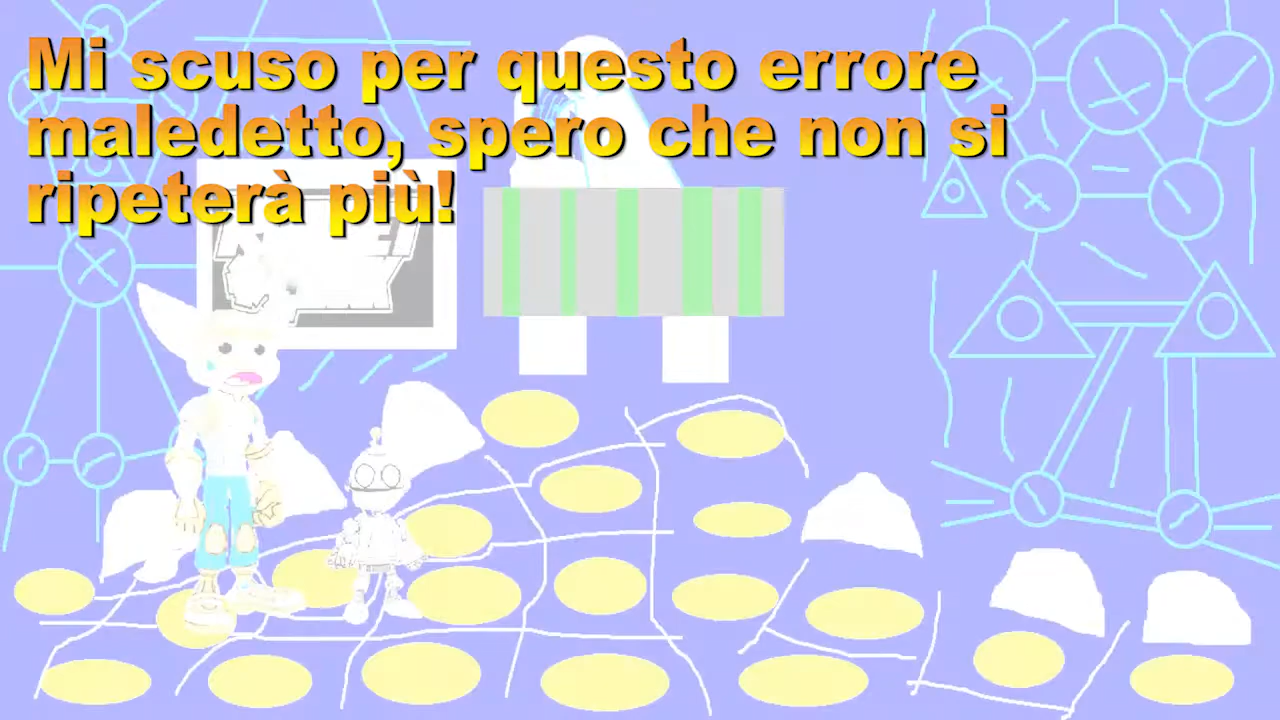 Mi scuso per questo errore
maledetto, spero che non si
ripeterà più!